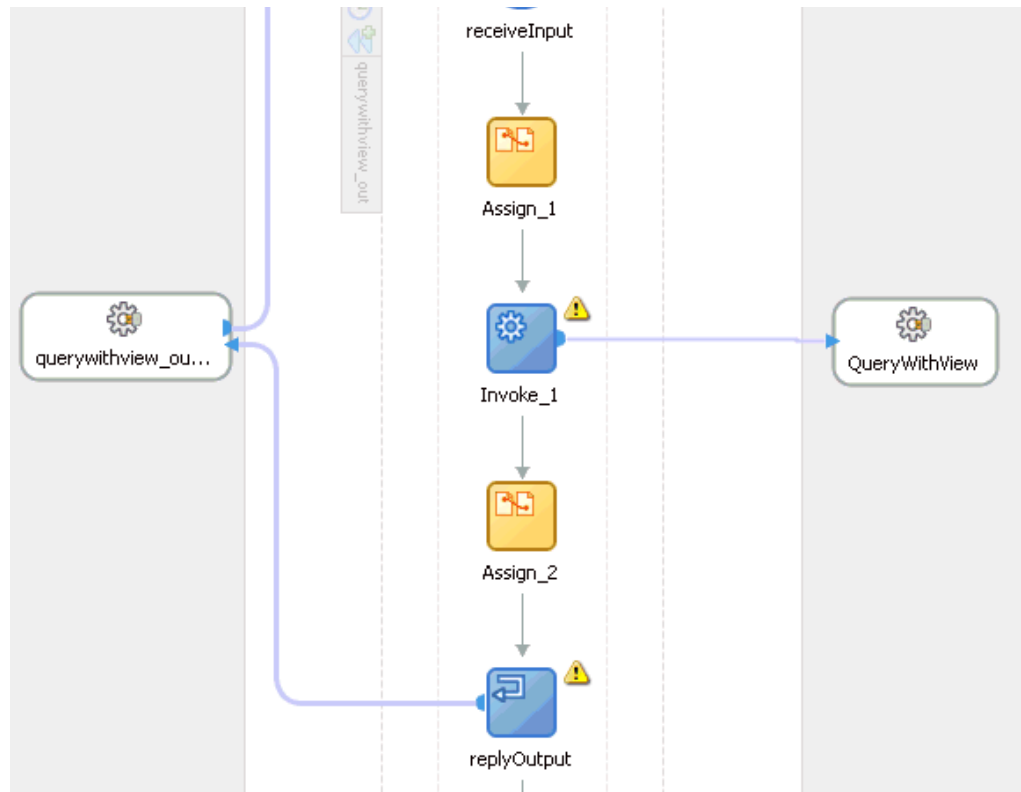 receiveInput
querywithview_out
Assign_1
querywithview_ou...
Invoke_1
QueryWithView
Assign_2
replyOutput